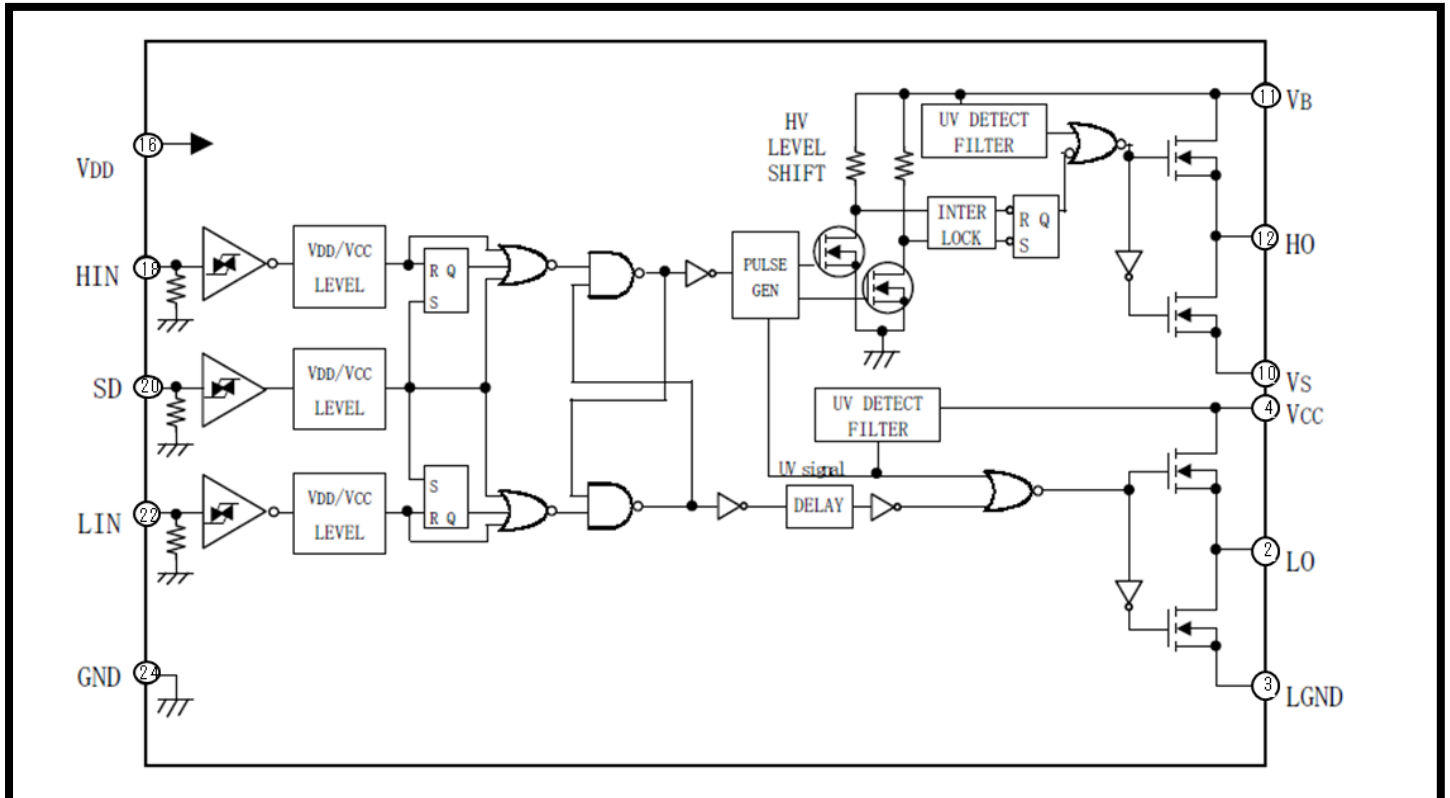 16
VDD
HIN
18
VDD/VCC
LEVEL
R Q
S
SD
20
VDD/VCC
LEVEL
LIN
22
VDD/VCC
LEVEL
S
R Q
GND
24
PULSE
GEN
HV
LEVEL
SHIFT
UV DETECT
FILTER
INTER
LOCK
R Q
S
UV DETECT
FILTER
UV signal
DELAY
11 VB
12 HO
10 VS
4 VCC
2 LO
3 LGND